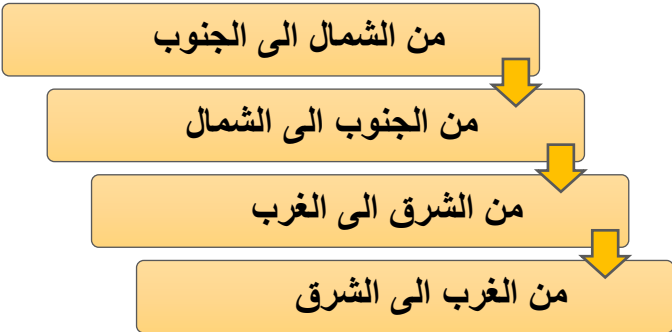 من الشمال الى الجنوب
من الجنوب الى الشمال
من الشرق الى الغرب
من الغرب الى الشرق